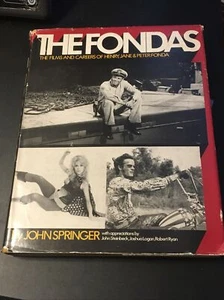 THE FONDAS
THE FILMS AND CAREERS OF HENRY, JANE & PETER FONDA
JOHN SPRINGER with appreciations by
John Steinbeck, Joshua Logan, Robert Ryan